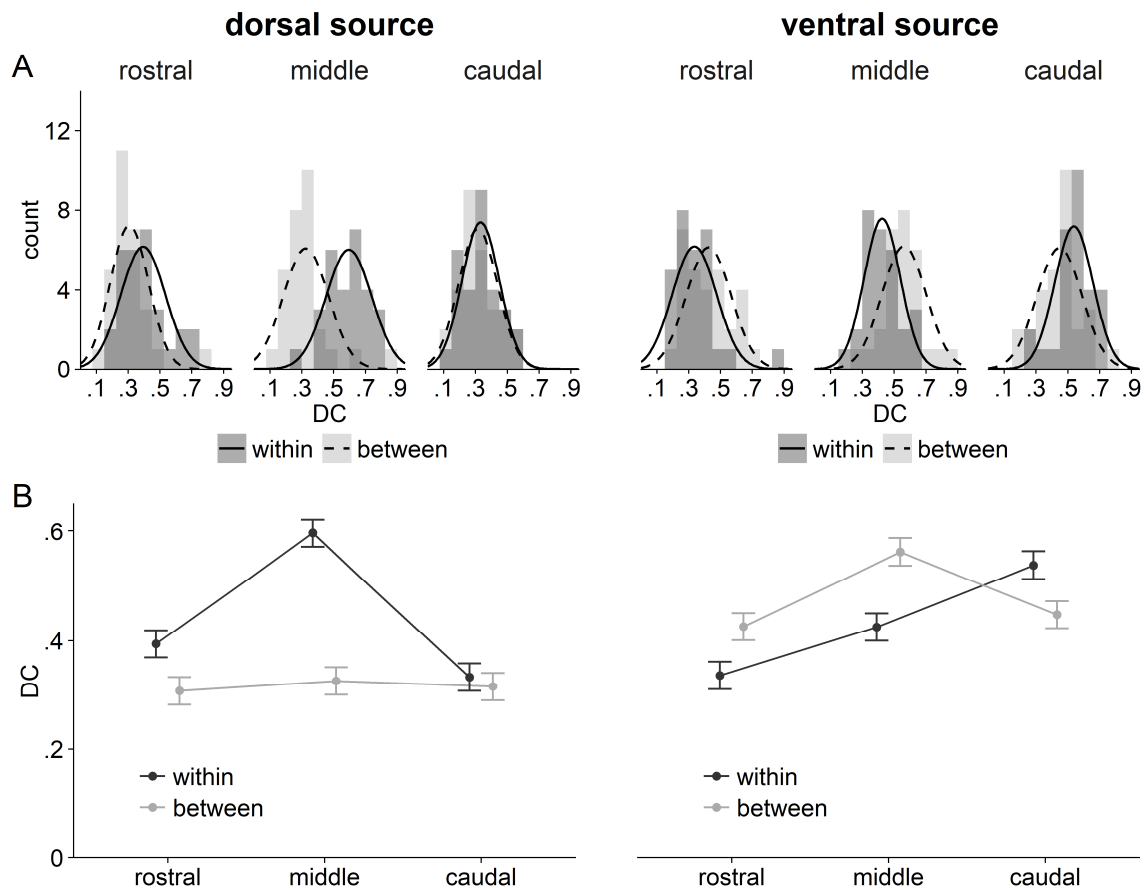 dorsal source ventral source
A
rostral middle caudal rostral middle caudal
12
8
4
0
count
.1 .3 .5 .7 .9 .1 .3 .5 .7 .9 .1 .3 .5 .7 .9 .1 .3 .5 .7 .9 .1 .3 .5 .7 .9 .1 .3 .5 .7 .9
DC DC
within between within between
B
.6
.4
.2
0
DC
within within
between between
rostral middle caudal rostral middle caudal